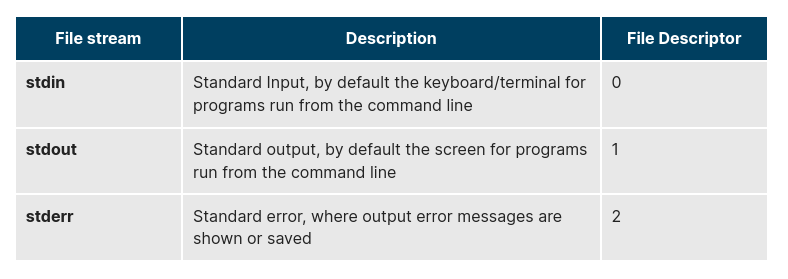 File stream Description File Descriptor
stdin Standard Input, by default the keyboard/terminal for 0
programs run from the command line
stdout Standard output, by default the screen for programs 1
run from the command line
stderr Standard error, where output error messages are 2
shown or saved